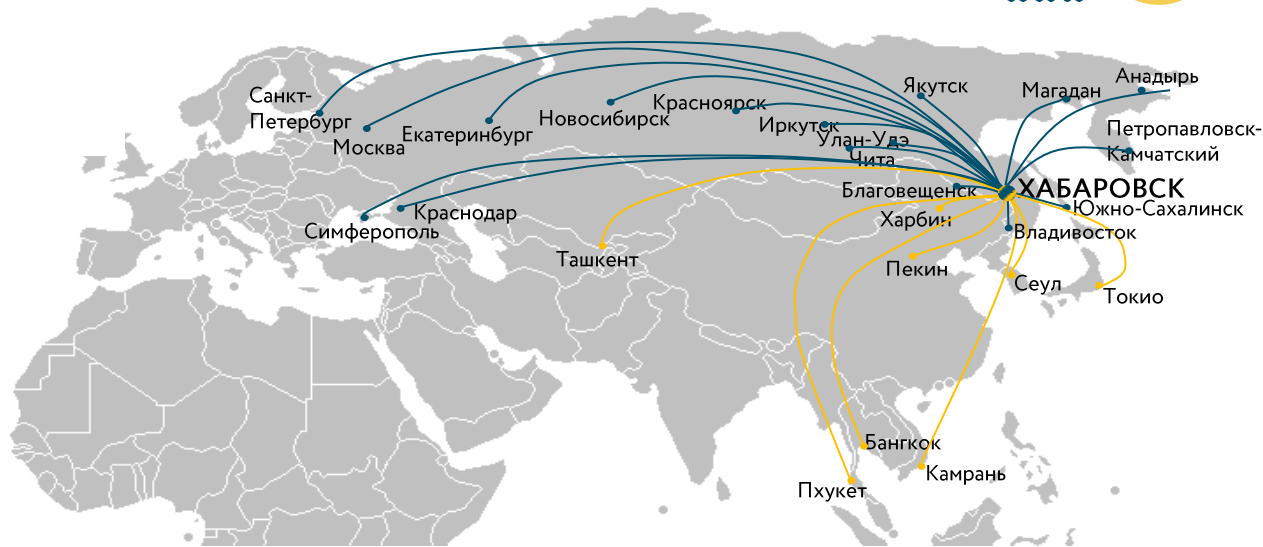 Анадырь
Якутск
Магадан
Санкт-
Петербург
Красноярск
Новосибирск
Иркутск
Екатеринбург
Москва
Улан-Удэ
Чита
Петропавловск-
Камчатский
Благовещенск
ХАБАРОВСК
Краснодар
Харбин
Южно-Сахалинск
Симферополь
Владивосток
Ташкент
Пекин
Сеул
Токио
Бангкок
Камрань
Пхукет